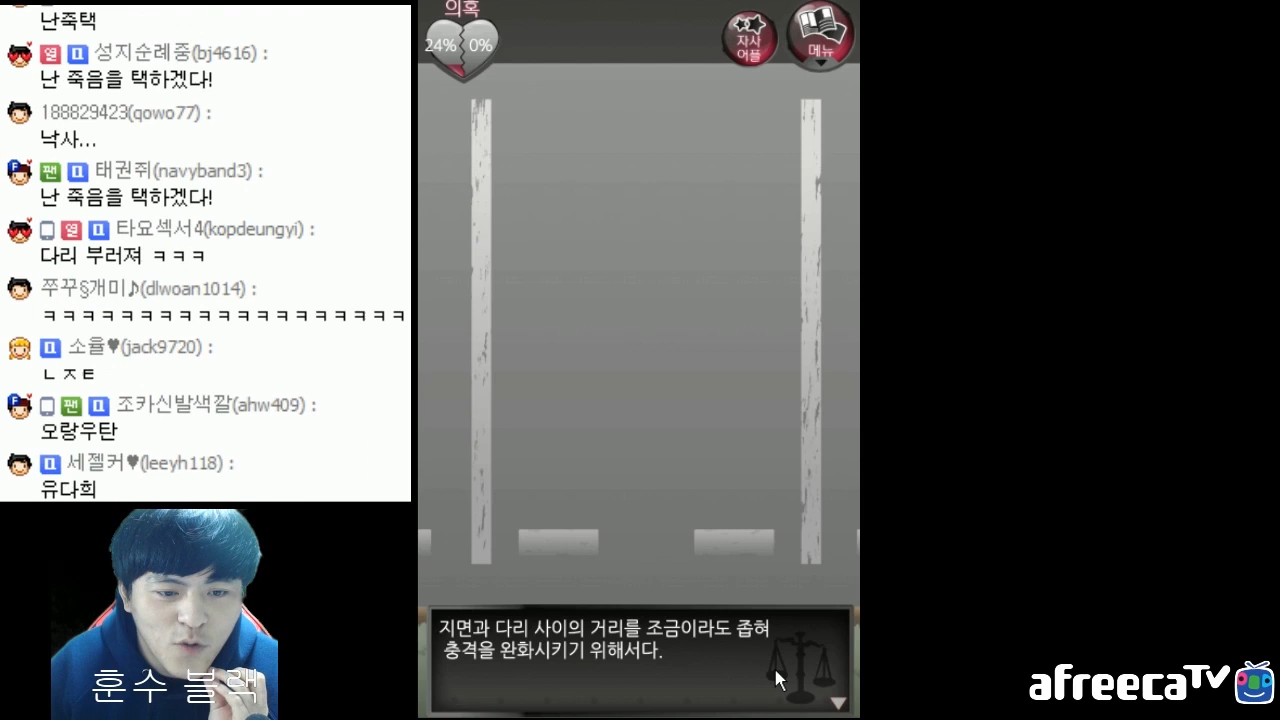 난죽택
열 성지순례중(bj4616) :
난 죽음을 택하겠다!
188829423(qowo77) :
낙사...
팬 태권쥐(navyband3) :
난 죽음을 택하겠다!
열 타요섹서4(kopdeungyi) :
다리 부러져 ㅋㅋㅋ
쭈꾸§개미♪(dlwoan1014) :
ㅋㅋㅋㅋㅋㅋㅋㅋㅋㅋㅋㅋㅋㅋㅋㅋㅋㅋㅋ
소율♥(jack9720) :
ㄴㅈㅌ
팬 조카신발색깔(ahw409) :
오랑우탄
세젤커♥(leeyh118) :
유다희
훈수 블랙
의혹
24% 0%
자사
어플
메뉴
지면과 다리 사이의 거리를 조금이라도 좁혀
충격을 완화시키기 위해서다.
afreecaTV